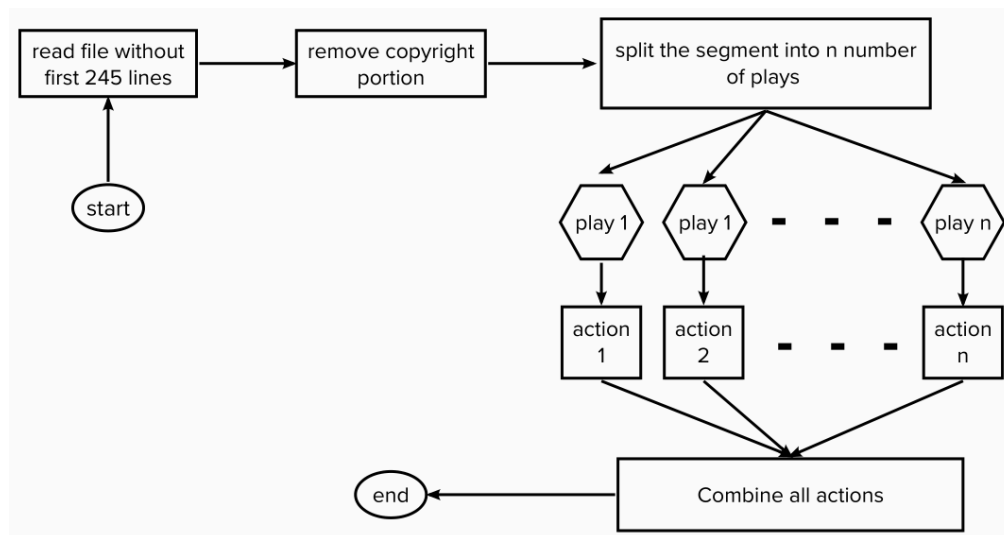 read file without
first 245 lines
remove copyright
portion
split the segment into n number
of plays
start
play 1
play 1
play n
action
1
action
2
action
n
end
Combine all actions